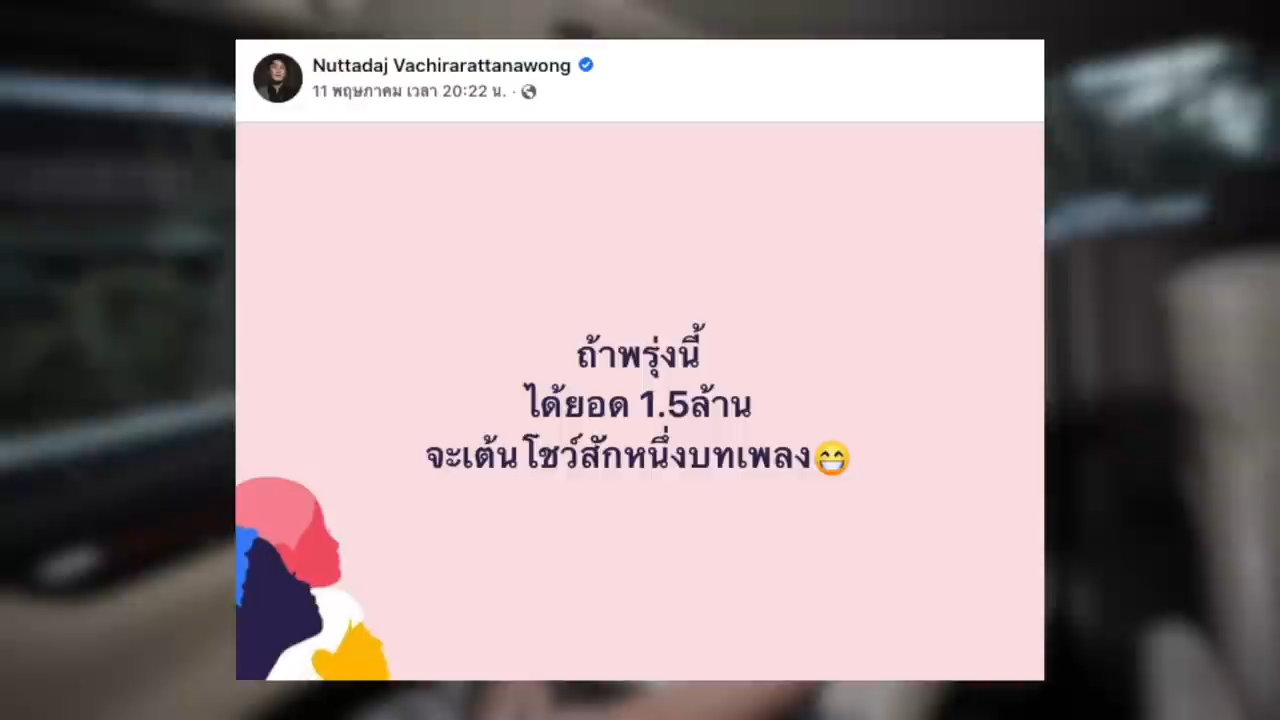 Nuttadaj Vachirarattanawong
11 พฤษภาคม เวลา 20:22 น. ·
ถ้าพรุ่งนี้
ได้ยอด 1.5ล้าน
จะเต้นโชว์สักหนึ่งบทเพลง😁